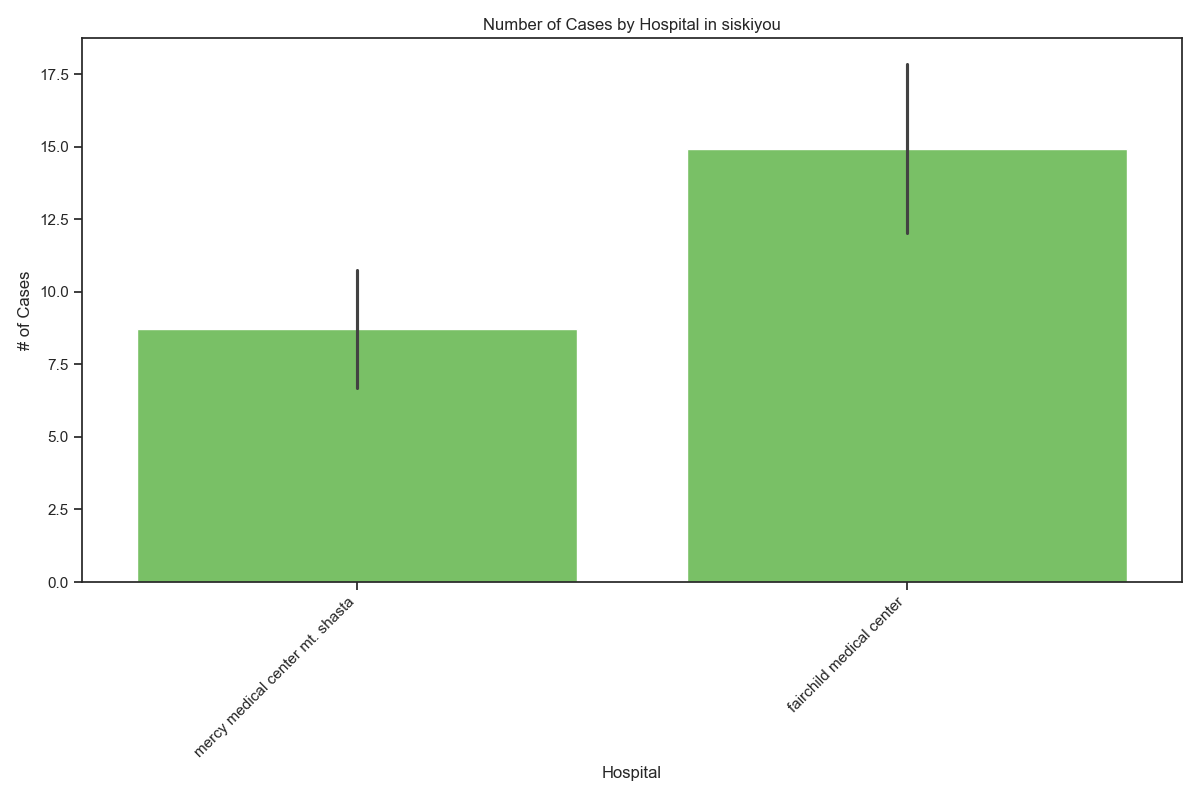 Number of Cases by Hospital in siskiyou
# of Cases
17.5
15.0
12.5
10.0
7.5
5.0
2.5
0.0
mercy medical center mt. shasta
fairchild medical center
Hospital